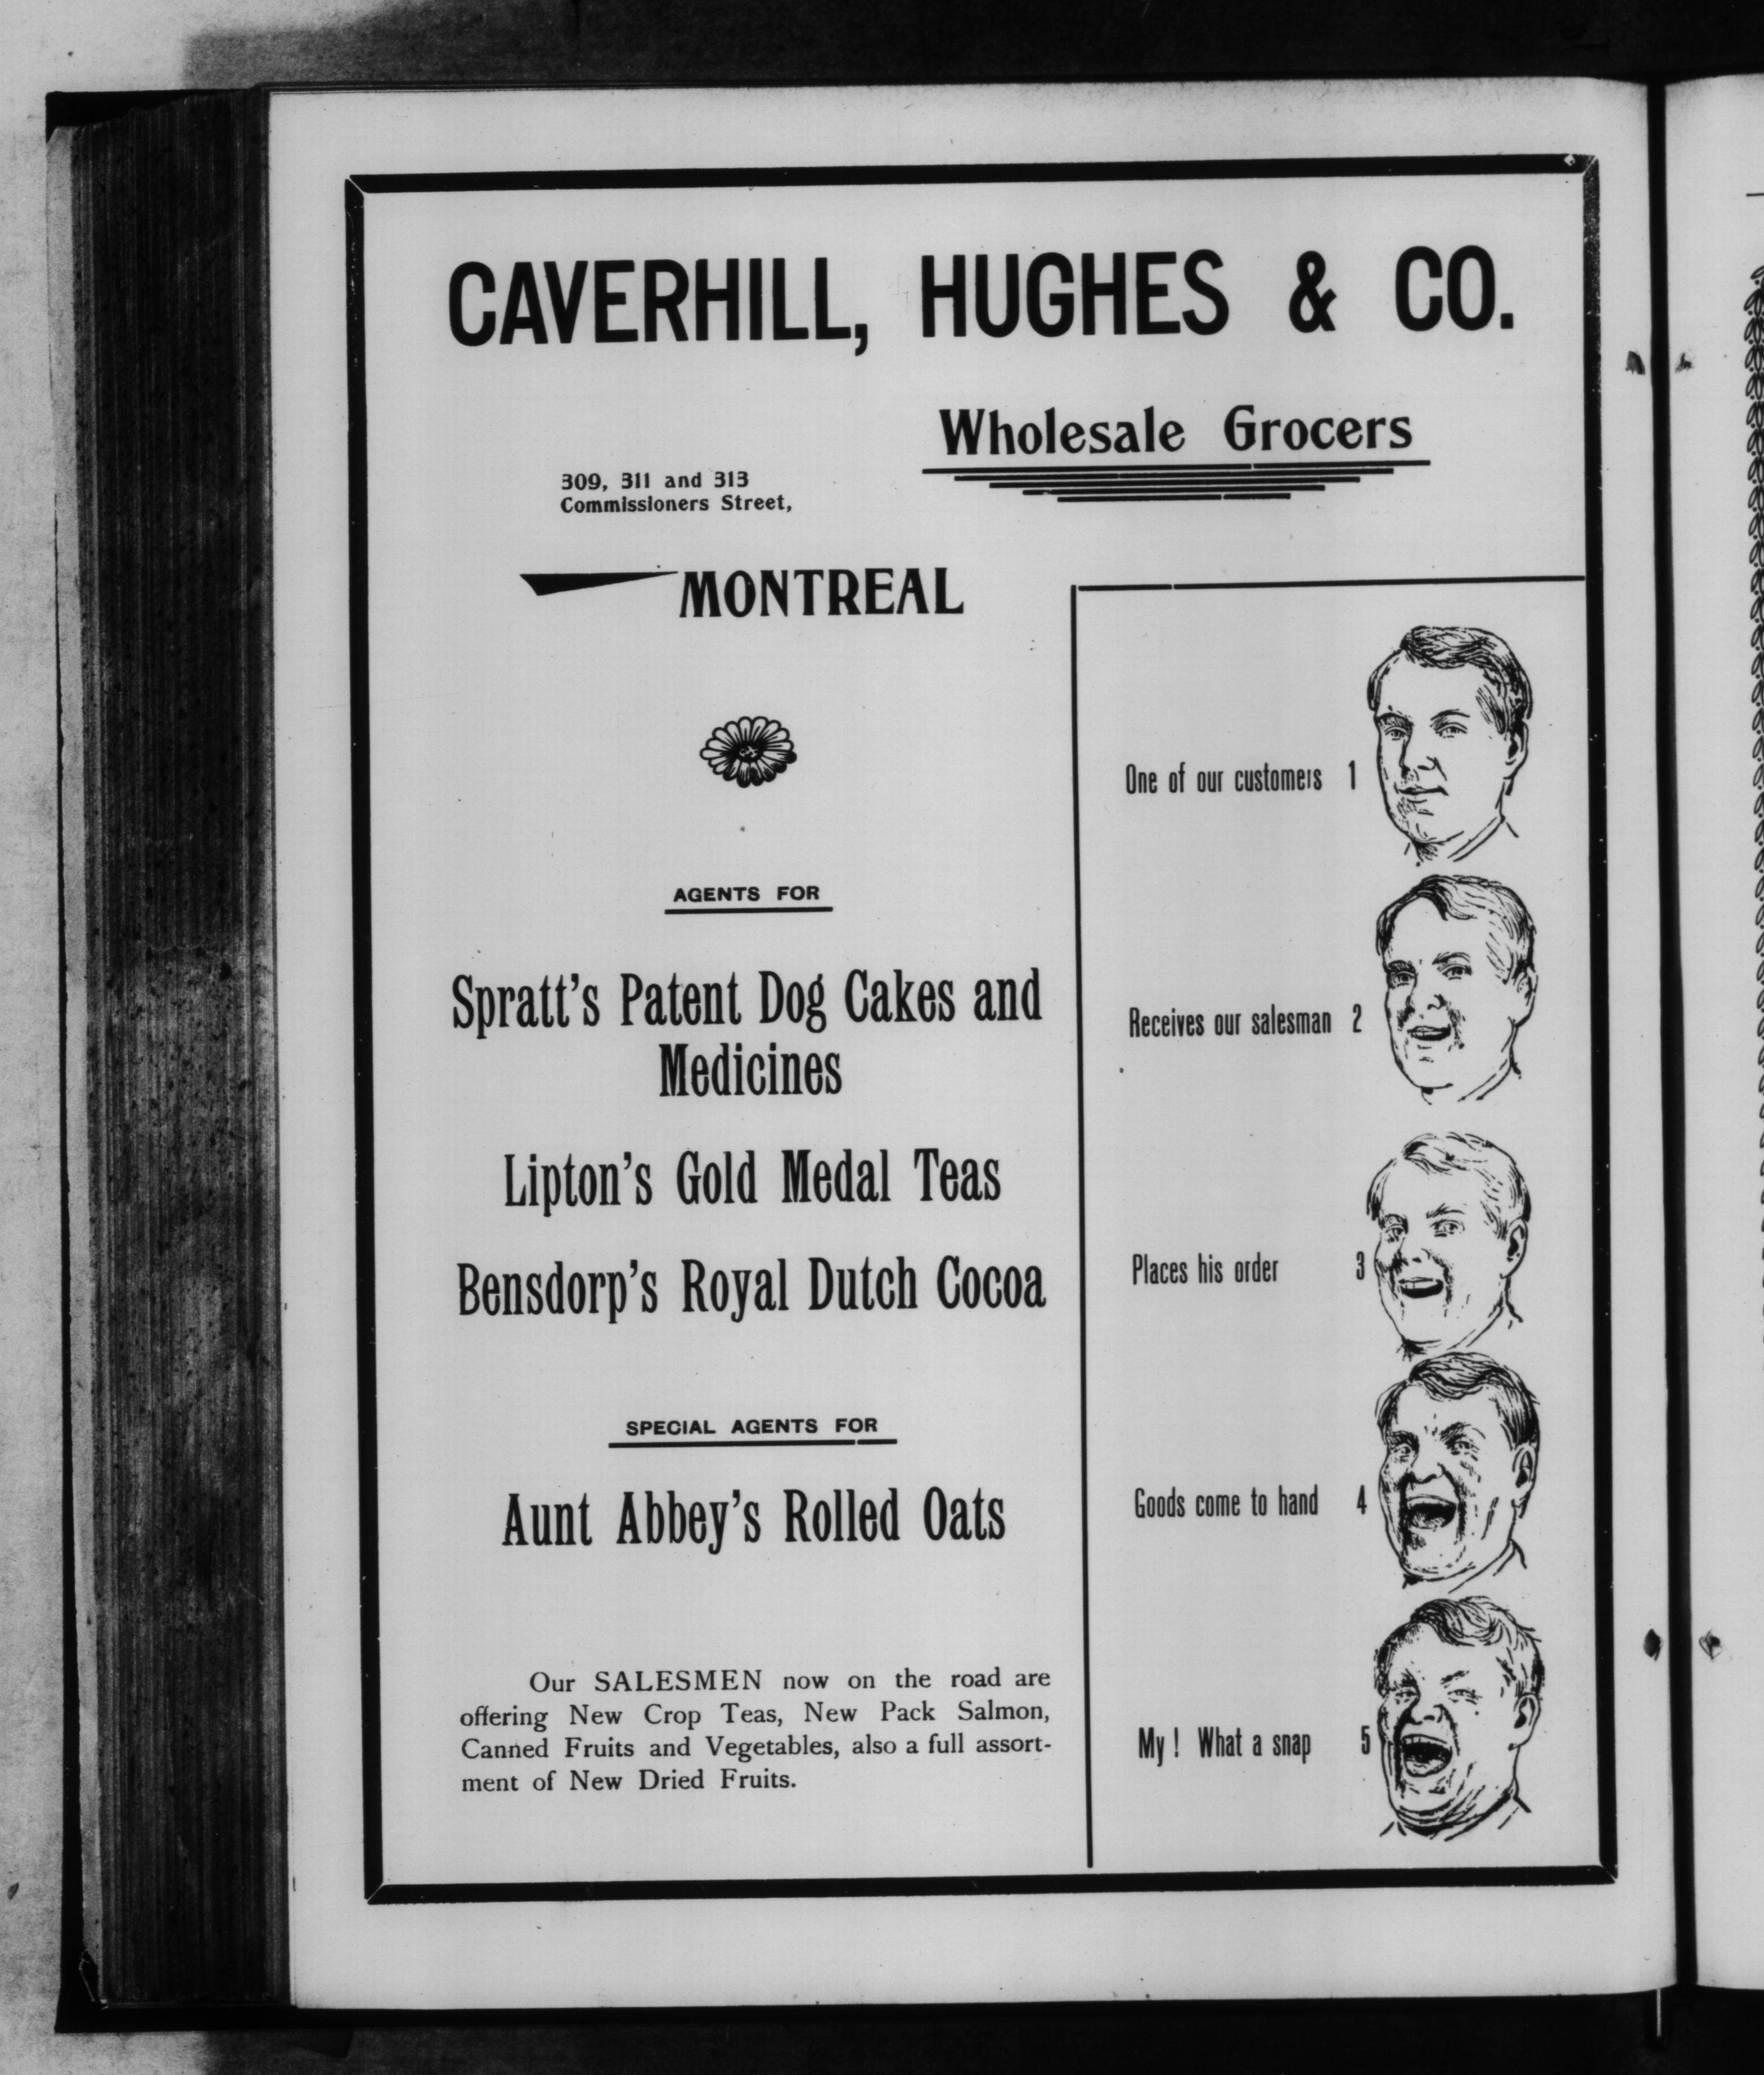 CAVERHILL, HUGHES & CO.
Wholesale Grocers
309, 311 and 313
Commissioners Street,
MONTREAL
AGENTS FOR
Spratt's Patent Dog Cakes and
Medicines
Lipton's Gold Medal Teas
Bensdorp's Royal Dutch Cocoa
SPECIAL AGENTS FOR
Aunt Abbey's Rolled Oats
Our SALESMEN now on the road are
offering New Crop Teas, New Pack Salmon,
Canned Fruits and Vegetables, also a full assort-
ment of New Dried Fruits.
One of our customers 1
Receives our salesman 2
Places his order 3
Goods come to hand 4
My! What a snap 5